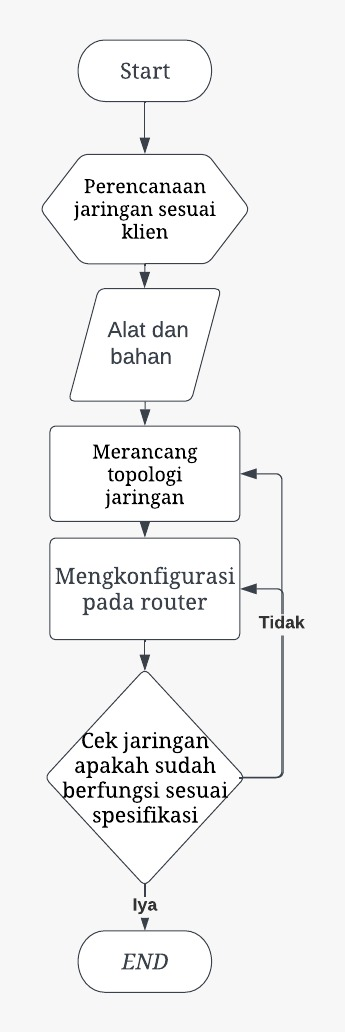 Start
Perencanaan
jaringan sesuai
klien
Alat dan
bahan
Merancang
topologi
jaringan
Mengkonfigurasi
pada router
Tidak
Cek jaringan
apakah sudah
berfungsi sesuai
spesifikasi
Iya
END